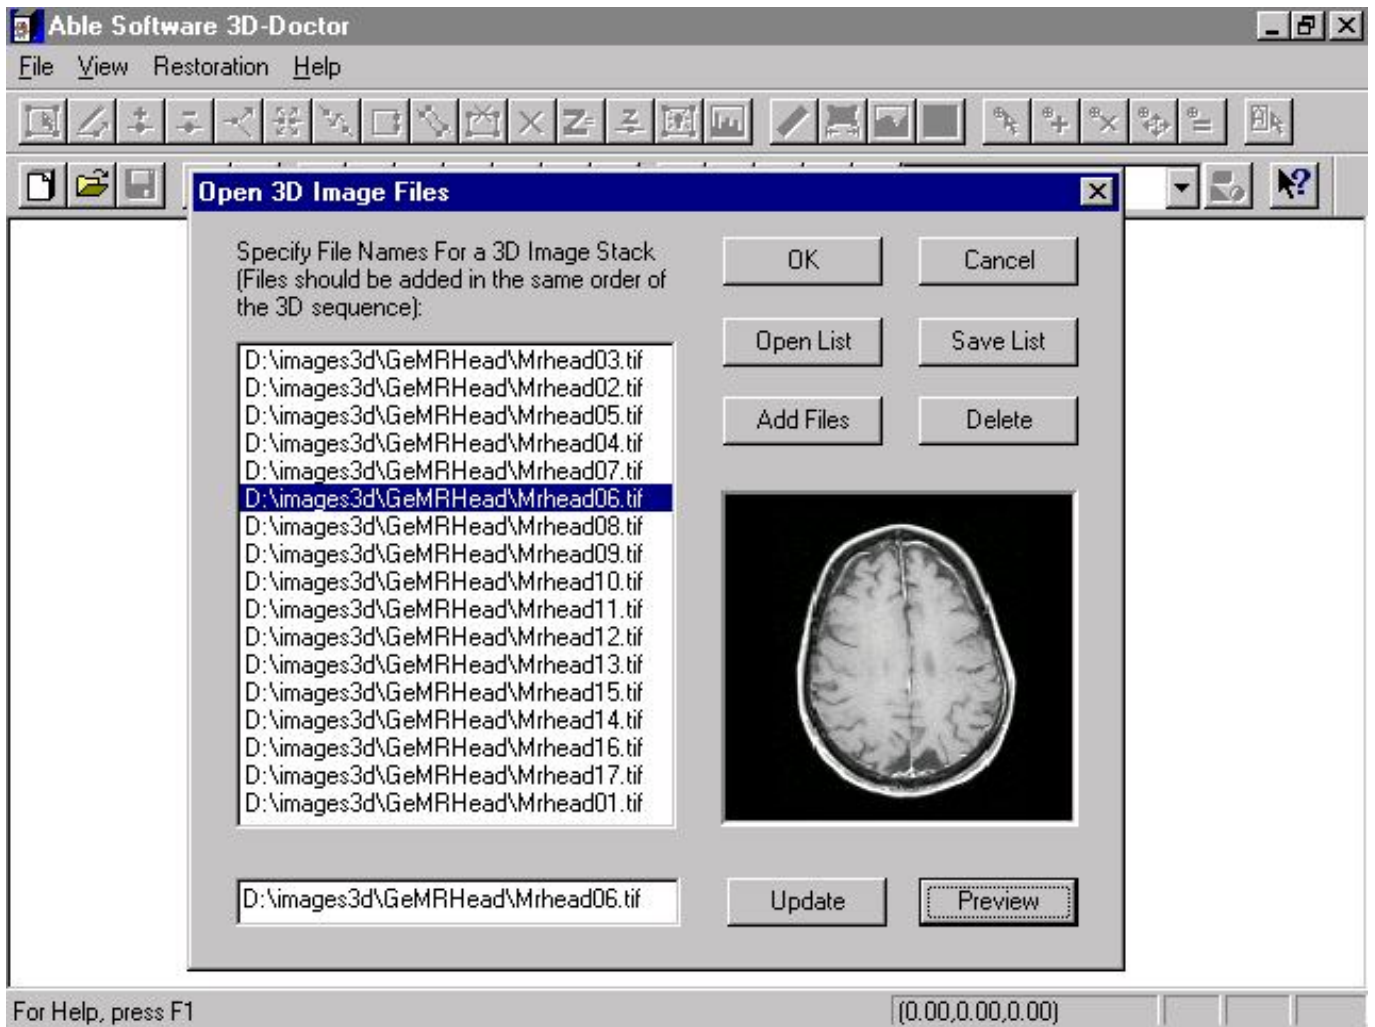 Able Software 3D-Doctor
File View Restoration Help
Open 3D Image Files
Specify File Names For a 3D Image Stack
(Files should be added in the same order of
the 3D sequence):
OK
Cancel
Open List
Save List
Add Files
Delete
D:\images3d\GeMRHead\Mrhead03.tif
D:\images3d\GeMRHead\Mrhead02.tif
D:\images3d\GeMRHead\Mrhead05.tif
D:\images3d\GeMRHead\Mrhead04.tif
D:\images3d\GeMRHead\Mrhead07.tif
D:\images3d\GeMRHead\Mrhead06.tif
D:\images3d\GeMRHead\Mrhead08.tif
D:\images3d\GeMRHead\Mrhead09.tif
D:\images3d\GeMRHead\Mrhead10.tif
D:\images3d\GeMRHead\Mrhead11.tif
D:\images3d\GeMRHead\Mrhead12.tif
D:\images3d\GeMRHead\Mrhead13.tif
D:\images3d\GeMRHead\Mrhead15.tif
D:\images3d\GeMRHead\Mrhead14.tif
D:\images3d\GeMRHead\Mrhead16.tif
D:\images3d\GeMRHead\Mrhead17.tif
D:\images3d\GeMRHead\Mrhead01.tif
D:\images3d\GeMRHead\Mrhead06.tif
Update
Preview
For Help, press F1
(0.00,0.00,0.00)